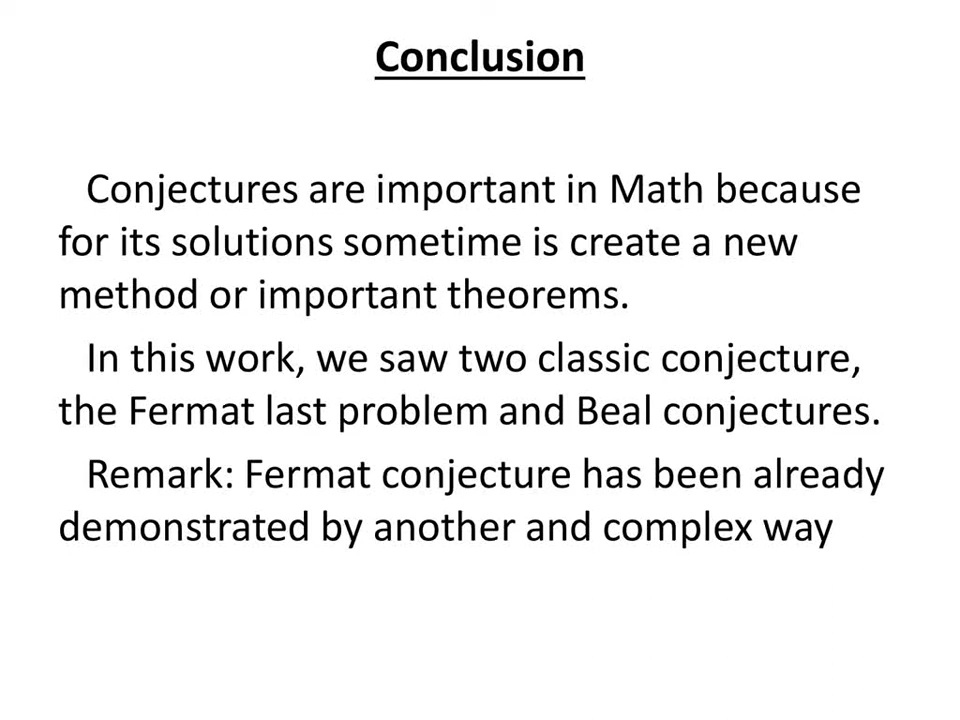 Conclusion
Conjectures are important in Math because
for its solutions sometime is create a new
method or important theorems.
In this work, we saw two classic conjecture,
the Fermat last problem and Beal conjectures.
Remark: Fermat conjecture has been already
demonstrated by another and complex way